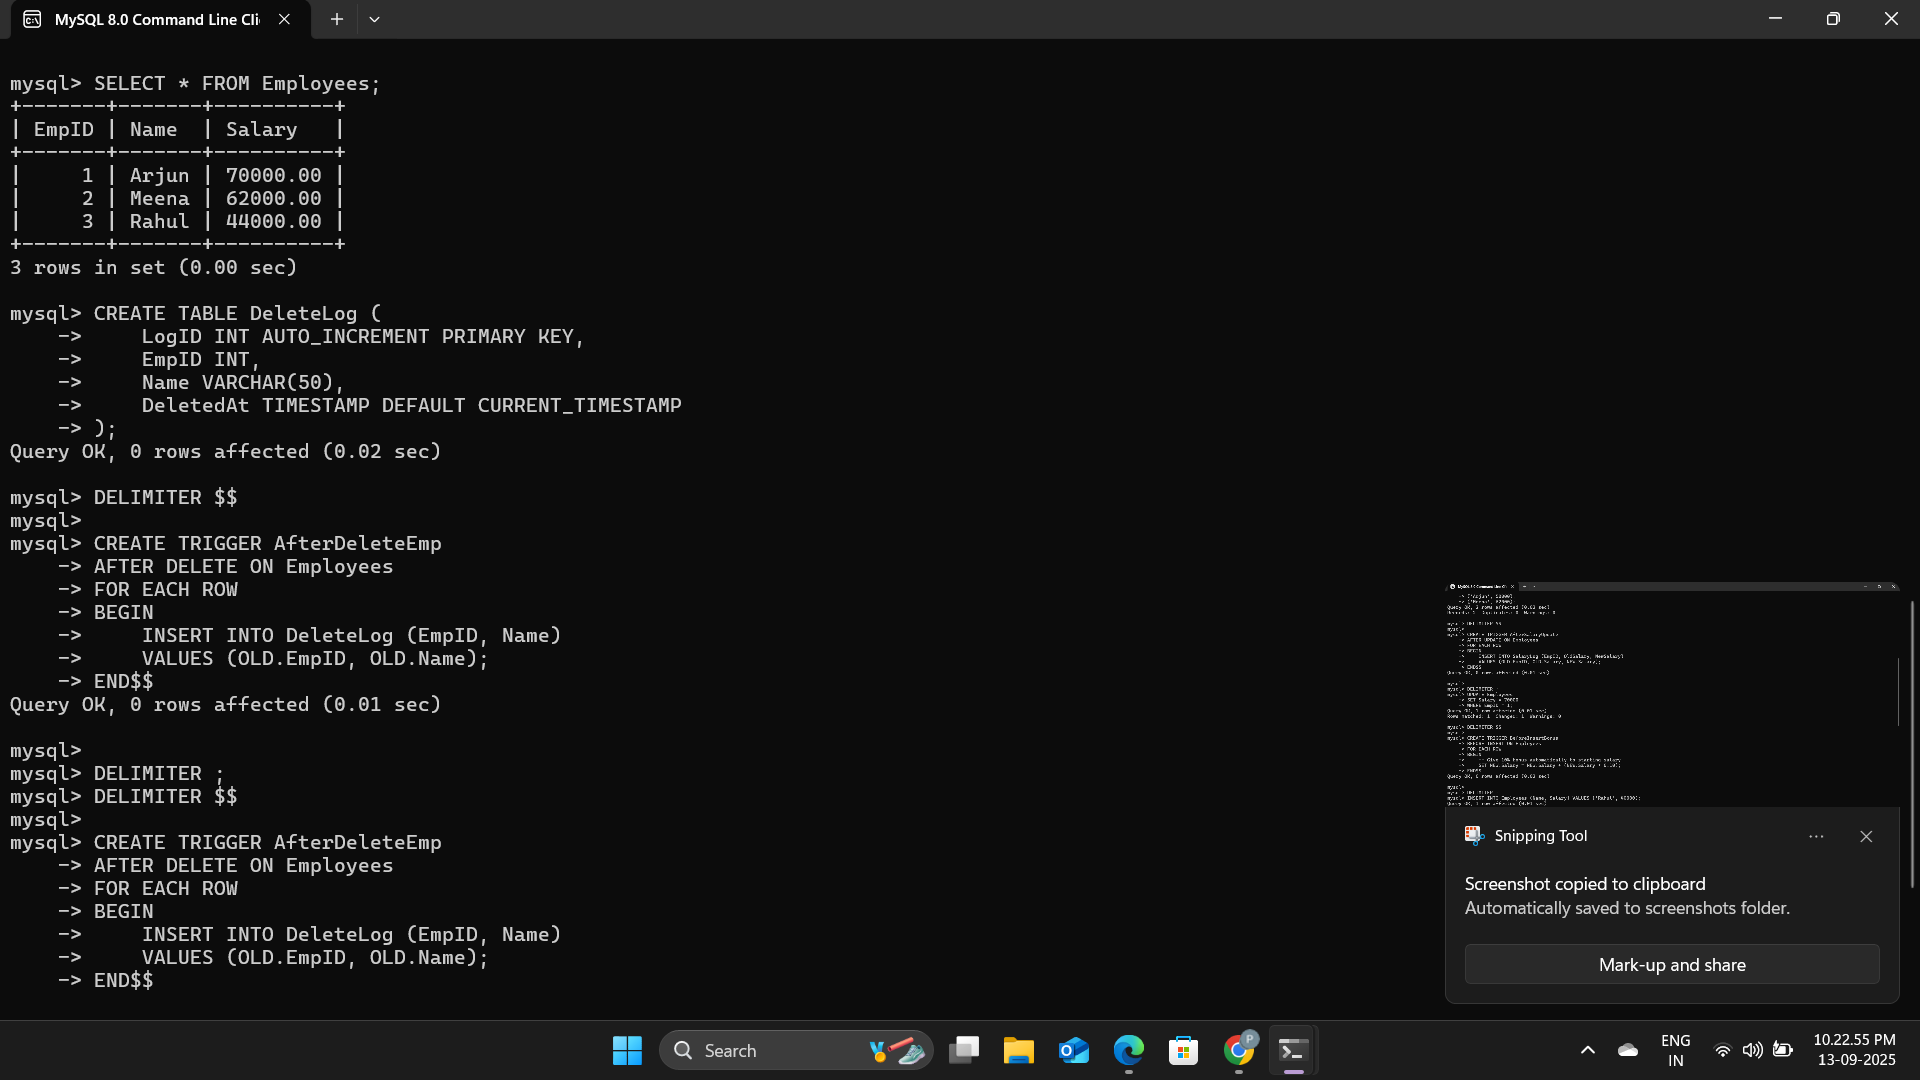 MySQL 8.0 Command Line Cli
mysql> SELECT * FROM Employees;
+-------+-------+----------+
| EmpID | Name  | Salary   |
+-------+-------+----------+
|     1 | Arjun | 70000.00 |
|     2 | Meena | 62000.00 |
|     3 | Rahul | 44000.00 |
+-------+-------+----------+
3 rows in set (0.00 sec)
mysql> CREATE TABLE DeleteLog (
    ->     LogID INT AUTO_INCREMENT PRIMARY KEY,
    ->     EmpID INT,
    ->     Name VARCHAR(50),
    ->     DeletedAt TIMESTAMP DEFAULT CURRENT_TIMESTAMP
    -> );
Query OK, 0 rows affected (0.02 sec)
mysql> DELIMITER $$
mysql>
mysql> CREATE TRIGGER AfterDeleteEmp
    -> AFTER DELETE ON Employees
    -> FOR EACH ROW
    -> BEGIN
    ->     INSERT INTO DeleteLog (EmpID, Name)
    ->     VALUES (OLD.EmpID, OLD.Name);
    -> END$$
Query OK, 0 rows affected (0.01 sec)
mysql>
mysql> DELIMITER ;
mysql> DELIMITER $$
mysql>
mysql> CREATE TRIGGER AfterDeleteEmp
    -> AFTER DELETE ON Employees
    -> FOR EACH ROW
    -> BEGIN
    ->     INSERT INTO DeleteLog (EmpID, Name)
    ->     VALUES (OLD.EmpID, OLD.Name);
    -> END$$
Snipping Tool
Screenshot copied to clipboard
Automatically saved to screenshots folder.
Mark-up and share
Search
P
ENG
IN
10.22.55 PM
13-09-2025